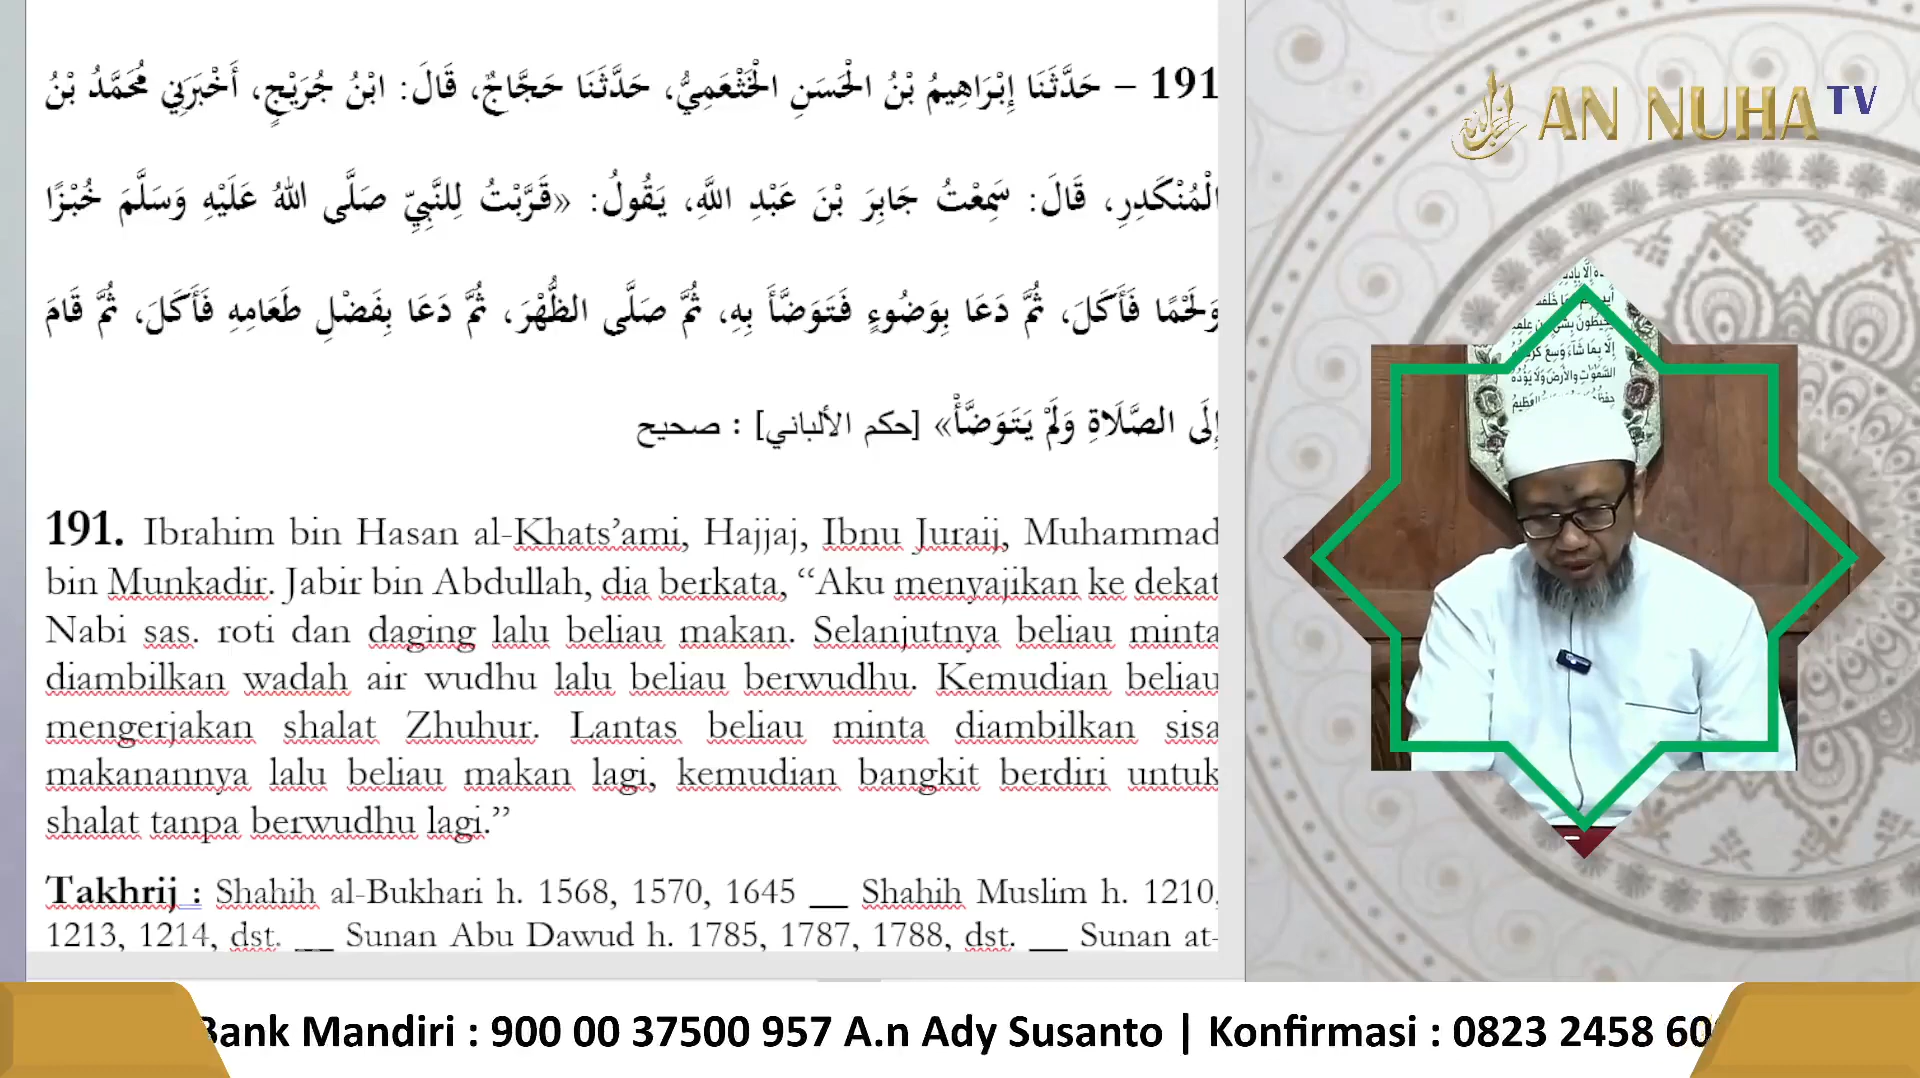 191 – حَدَّثَنَا إِبْرَاهِيمُ بْنُ الْحَسَنِ الْخَثْعَمِيُّ، حَدَّثَنَا حَجَّاجٌ، قَالَ: ابْنُ جُرَيْجٍ، أَخْبَرَنِي مُحَمَّدُ بْنُ
الْمُنْكَدِرِ، قَالَ: سَمِعْتُ جَابِرَ بْنَ عَبْدِ اللَّهِ، يَقُولُ: «قَرَّبْتُ لِلنَّبِيِّ صَلَّى اللهُ عَلَيْهِ وَسَلَّمَ خُبْزًا
وَلَحْمًا فَأَكَلَ، ثُمَّ دَعَا بِوَضُوءٍ فَتَوَضَّأَ بِهِ، ثُمَّ صَلَّى الظُّهْرَ، ثُمَّ دَعَا بِفَضْلِ طَعَامِهِ فَأَكَلَ، ثُمَّ قَامَ
إِلَى الصَّلَاةِ وَلَمْ يَتَوَضَّأْ» [حكم الألباني] : صحيح
191. Ibrahim bin Hasan al-Khats’ami, Hajjaj, Ibnu Juraij, Muhammad
bin Munkadir. Jabir bin Abdullah, dia berkata, “Aku menyajikan ke dekat
Nabi sas. roti dan daging lalu beliau makan. Selanjutnya beliau minta
diambilkan wadah air wudhu lalu beliau berwudhu. Kemudian beliau
mengerjakan shalat Zhuhur. Lantas beliau minta diambilkan sisa
makanannya lalu beliau makan lagi, kemudian bangkit berdiri untuk
shalat tanpa berwudhu lagi.”
Takhrij : Shahih al-Bukhari h. 1568, 1570, 1645 __ Shahih Muslim h. 1210,
1213, 1214, dst. __ Sunan Abu Dawud h. 1785, 1787, 1788, dst. __ Sunan at-
AN NUHA TV
إِلَّا بِمَا شَاءَ وَسِعَ
السَّمَوَاتِ وَالْأَرْضَ وَلَا يَؤُدُهُ
Bank Mandiri : 900 00 37500 957 A.n Ady Susanto | Konfirmasi : 0823 2458 60